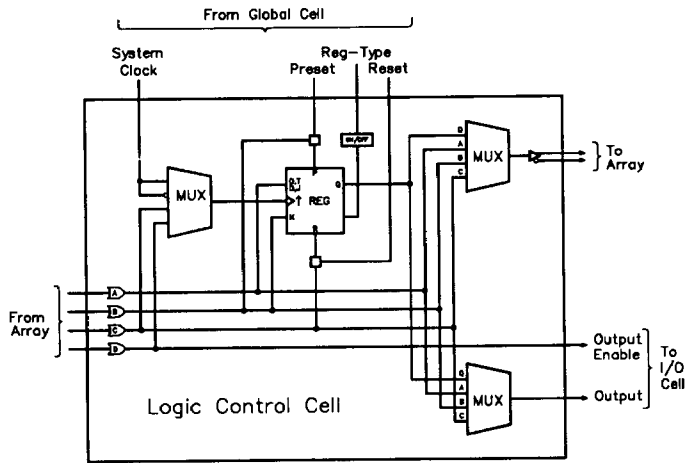 From Global Cell
System
Clock
Reg-Type
Preset
Reset
ON/OFF
MUX
D,T
J
REG
Q
K
P
R
Q
A
B
C
MUX
To
Array
From
Array
A
B
C
D
Logic Control Cell
Q
A
B
C
MUX
Output
Enable
Output
To
I/O
Cell